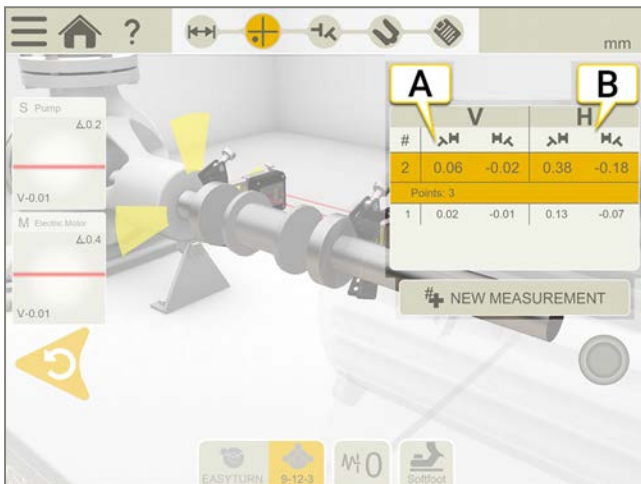 ?
mm
A
B
V H
#
2 0.06 -0.02 0.38 -0.18
Points: 3
1 0.02 -0.01 0.13 -0.07
# NEW MEASUREMENT
S Pump
∡0.2
V-0.01
M Electric Motor
∡0.4
V-0.01
EASYTURN
9-12-3
0
Softfoot